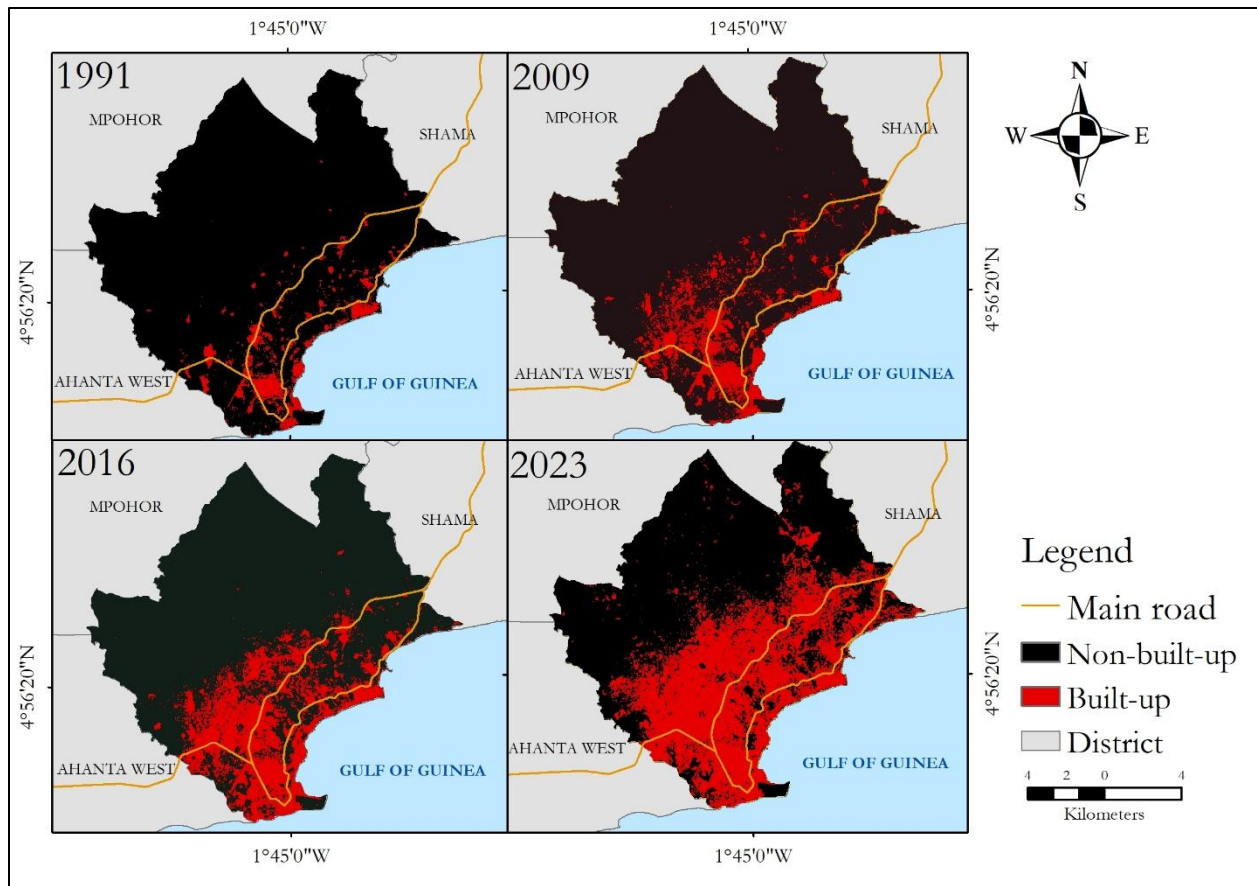 1°45'0"W
1°45'0"W
1991
MPOHOR
SHAMA
AHANTA WEST
GULF OF GUINEA
2009
MPOHOR
SHAMA
AHANTA WEST
GULF OF GUINEA
4°56'20"N
4°56'20"N
N
W
E
S
2016
MPOHOR
SHAMA
AHANTA WEST
GULF OF GUINEA
2023
MPOHOR
SHAMA
AHANTA WEST
GULF OF GUINEA
4°56'20"N
4°56'20"N
1°45'0"W
1°45'0"W
Legend
Main road
Non-built-up
Built-up
District
4 2 0 4
Kilometers